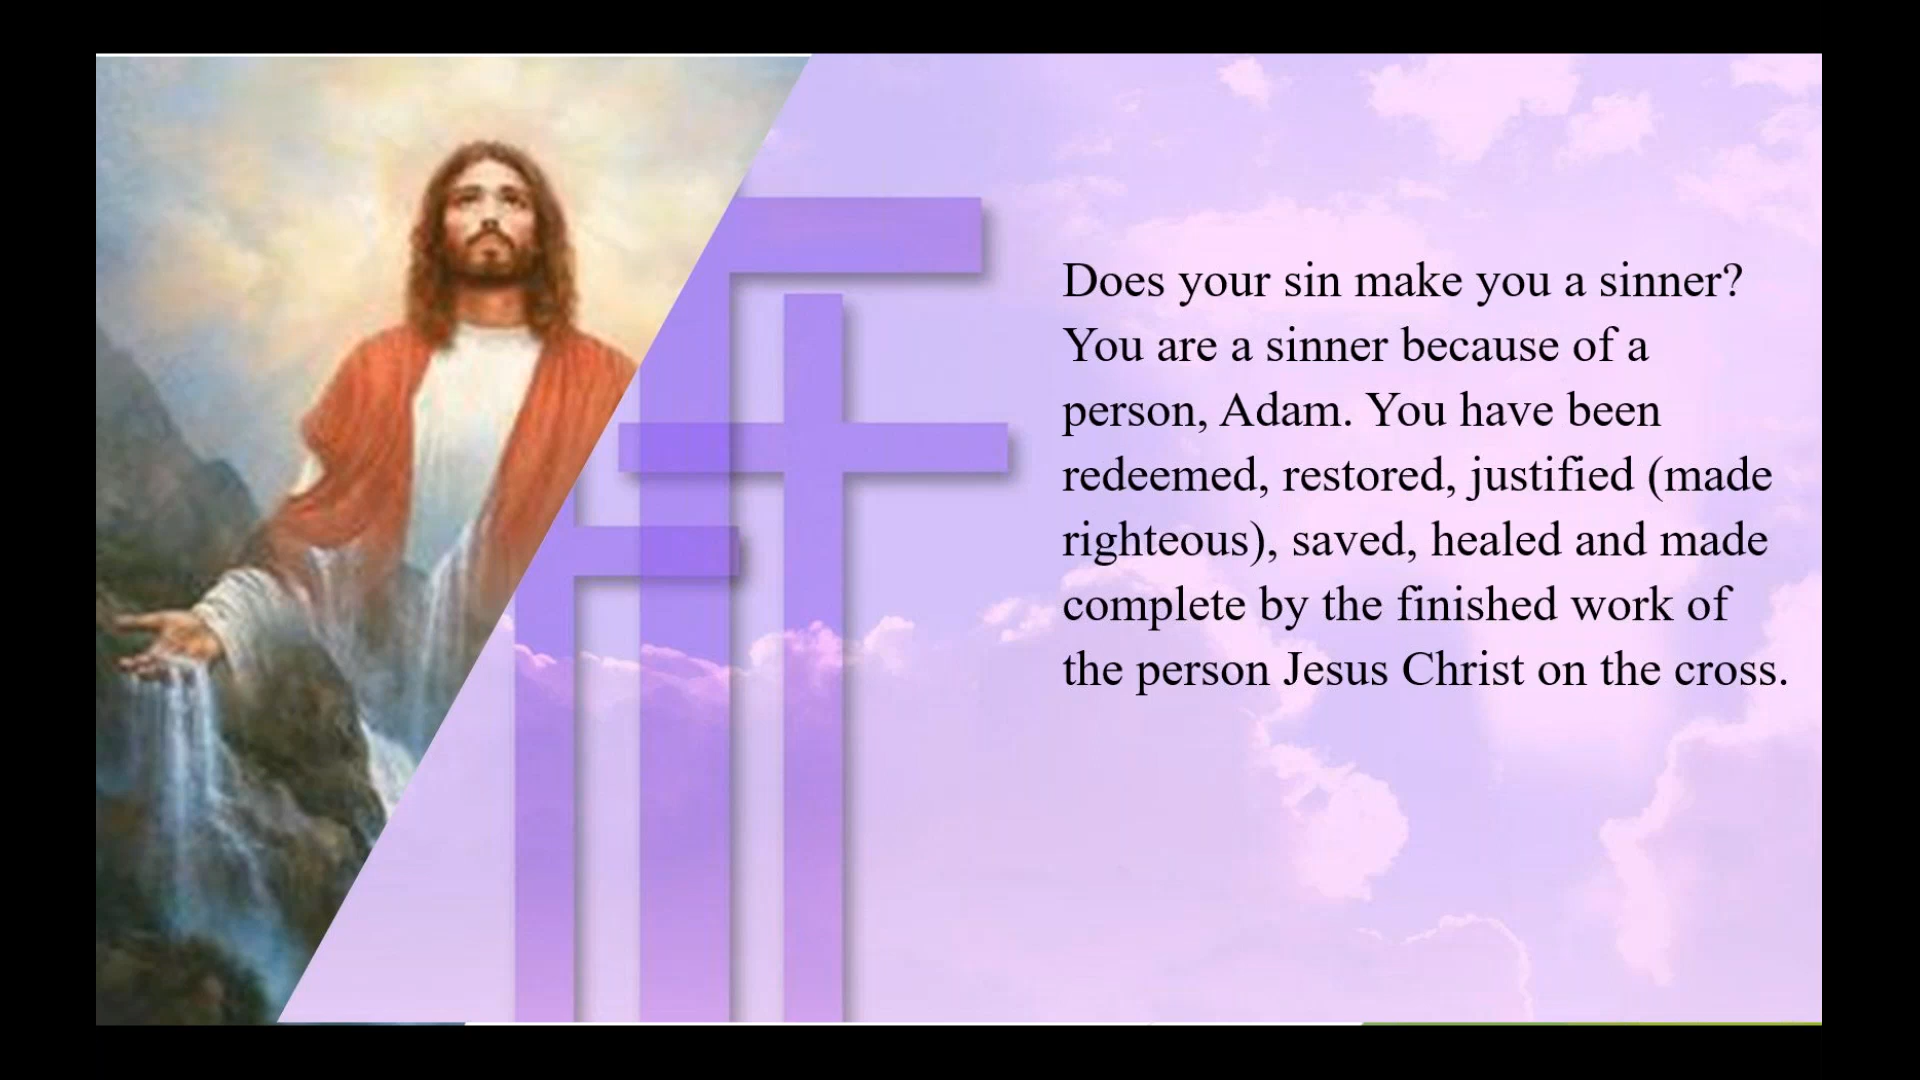 Does your sin make you a sinner?
You are a sinner because of a
person, Adam. You have been
redeemed, restored, justified (made
righteous), saved, healed and made
complete by the finished work of
the person Jesus Christ on the cross.